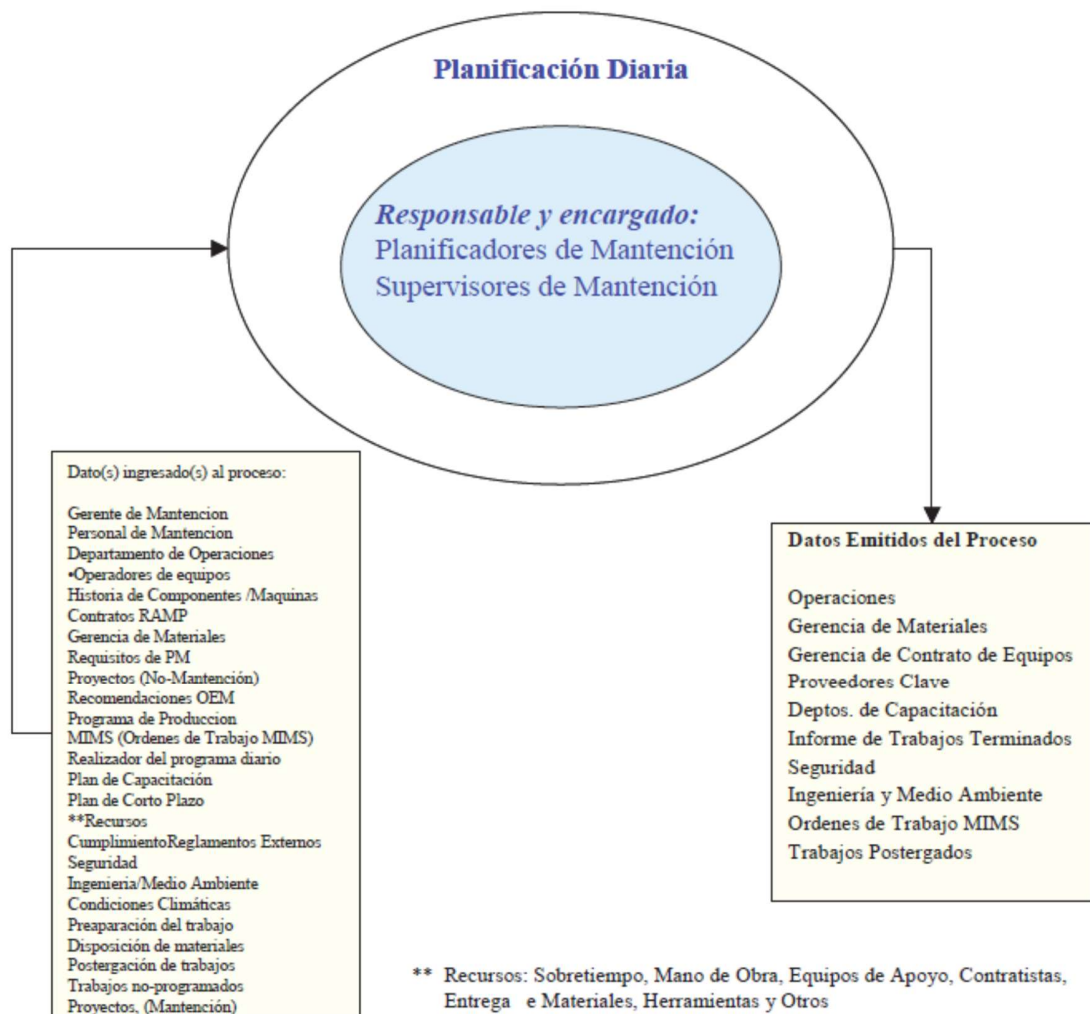 Planificación Diaria
Responsable y encargado:
Planificadores de Mantención
Supervisores de Mantención
Dato(s) ingresado(s) al proceso:
Gerente de Mantencion
Personal de Mantencion
Departamento de Operaciones
•Operadores de equipos
Historia de Componentes /Maquinas
Contratos RAMP
Gerencia de Materiales
Requisitos de PM
Proyectos (No-Mantención)
Recomendaciones OEM
Programa de Produccion
MIMS (Ordenes de Trabajo MIMS)
Realizador del programa diario
Plan de Capacitación
Plan de Corto Plazo
**Recursos
CumplimientoReglamentos Externos
Seguridad
Ingenieria/Medio Ambiente
Condiciones Climáticas
Preaparación del trabajo
Disposición de materiales
Postergación de trabajos
Trabajos no-programados
Proyectos, (Mantención)
Datos Emitidos del Proceso
Operaciones
Gerencia de Materiales
Gerencia de Contrato de Equipos
Proveedores Clave
Deptos. de Capacitación
Informe de Trabajos Terminados
Seguridad
Ingeniería y Medio Ambiente
Ordenes de Trabajo MIMS
Trabajos Postergados
** Recursos: Sobretiempo, Mano de Obra, Equipos de Apoyo, Contratistas,
Entrega e Materiales, Herramientas y Otros